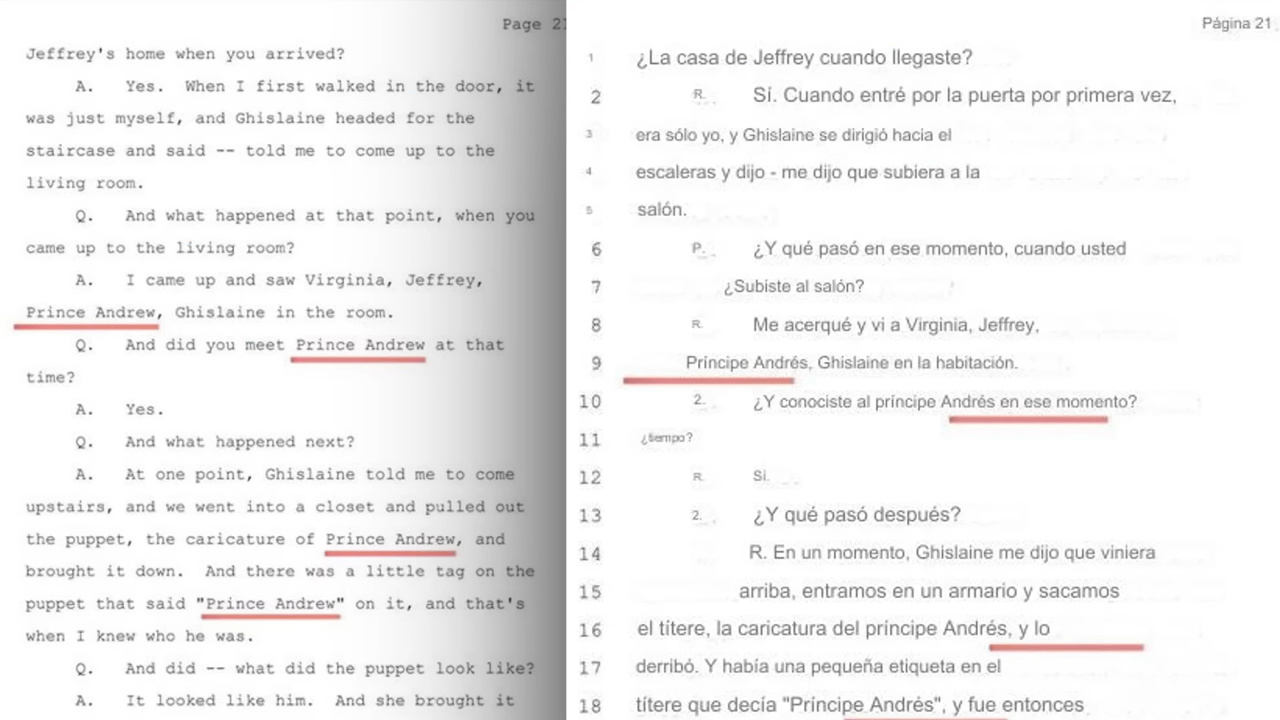 Page 21
Jeffrey's home when you arrived?
A. Yes. When I first walked in the door, it
was just myself, and Ghislaine headed for the
staircase and said -- told me to come up to the
living room.
Q. And what happened at that point, when you
came up to the living room?
A. I came up and saw Virginia, Jeffrey,
Prince Andrew, Ghislaine in the room.
Q. And did you meet Prince Andrew at that
time?
A. Yes.
Q. And what happened next?
A. At one point, Ghislaine told me to come
upstairs, and we went into a closet and pulled out
the puppet, the caricature of Prince Andrew, and
brought it down. And there was a little tag on the
puppet that said "Prince Andrew" on it, and that's
when I knew who he was.
Q. And did -- what did the puppet look like?
A. It looked like him. And she brought it
Página 21
1 ¿La casa de Jeffrey cuando llegaste?
2 R. Sí. Cuando entré por la puerta por primera vez,
3 era sólo yo, y Ghislaine se dirigió hacia el
4 escaleras y dijo - me dijo que subiera a la
5 salón.
6 P. ¿Y qué pasó en ese momento, cuando usted
7 ¿Subiste al salón?
8 R. Me acerqué y vi a Virginia, Jeffrey,
9 Príncipe Andrés, Ghislaine en la habitación.
10 2. ¿Y conociste al príncipe Andrés en ese momento?
11 ¿tiempo?
12 R. Si.
13 2. ¿Y qué pasó después?
14 R. En un momento, Ghislaine me dijo que viniera
15 arriba, entramos en un armario y sacamos
16 el títere, la caricatura del príncipe Andrés, y lo
17 derribó. Y había una pequeña etiqueta en el
18 títere que decía "Príncipe Andrés", y fue entonces